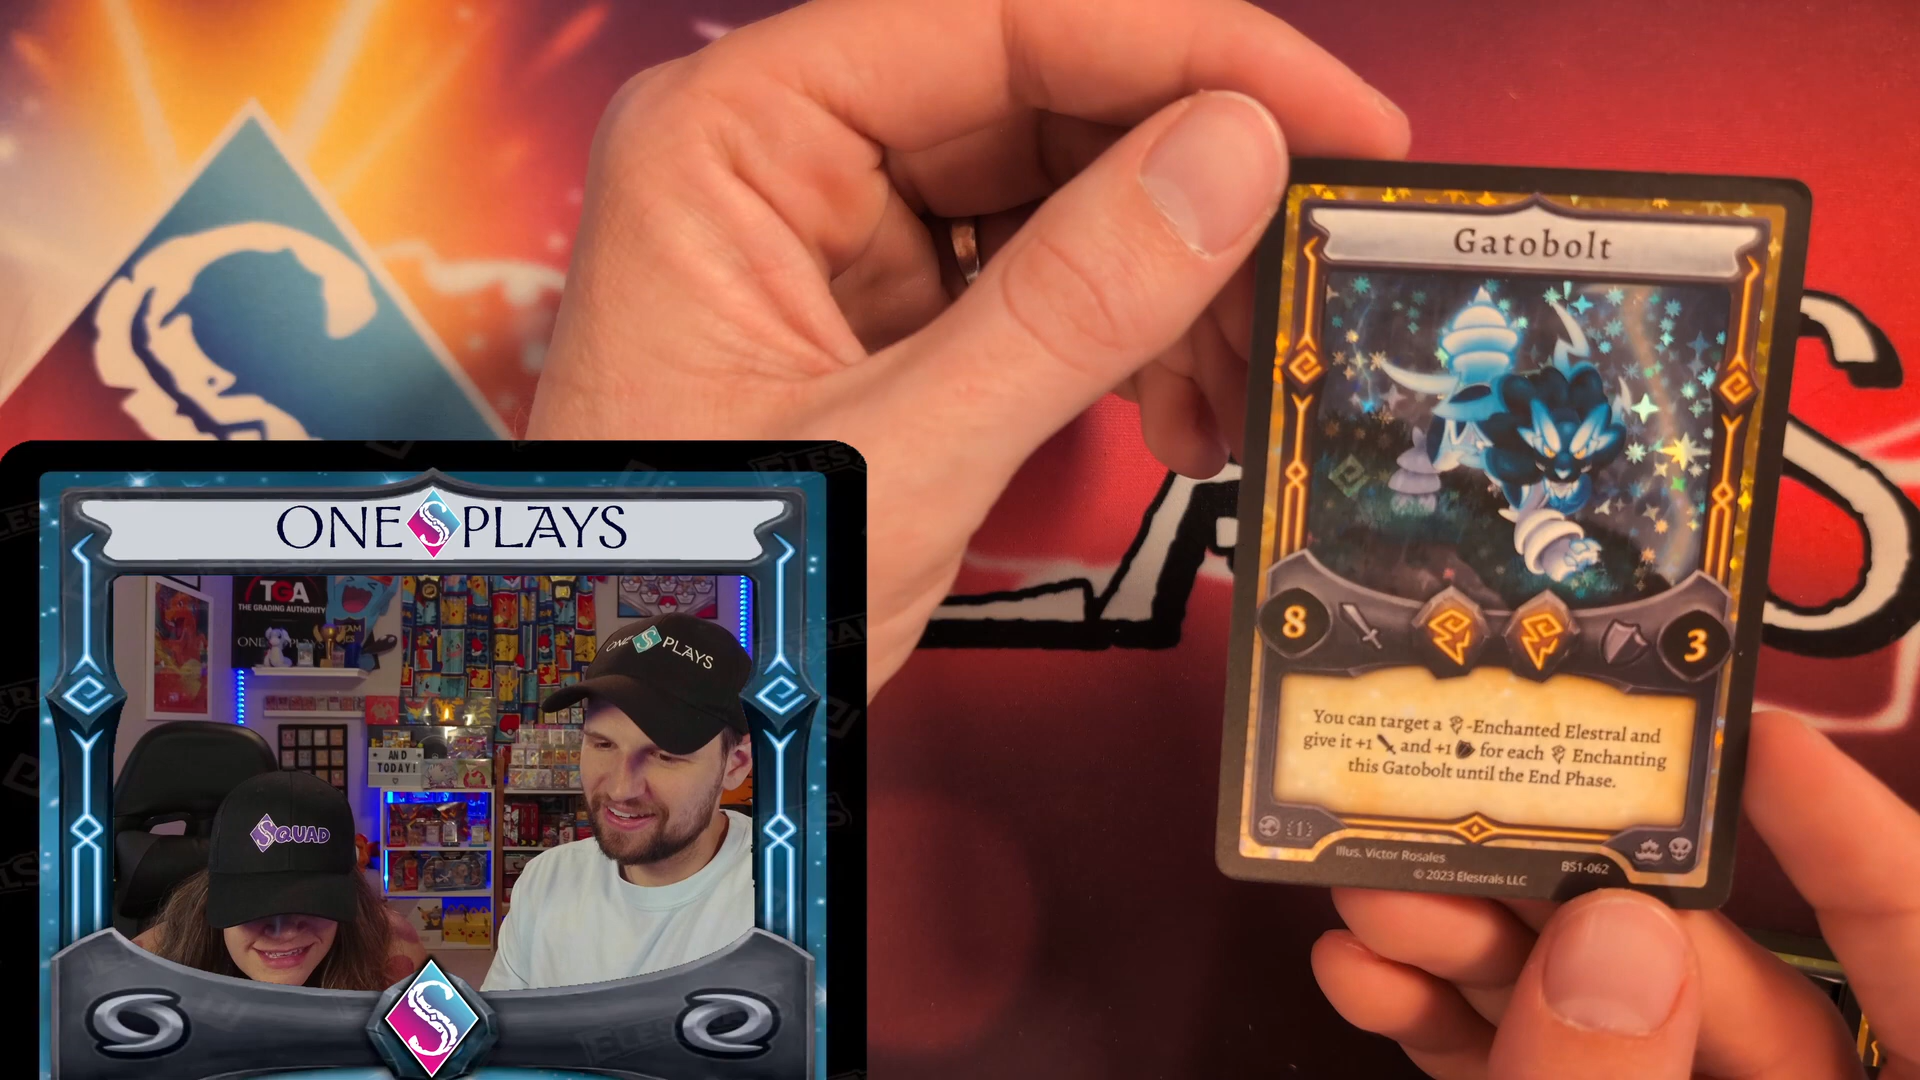 ONE S PLAYS
TGA
THE GRADING AUTHORITY
AND
TODAY!
SQUAD
ONE S PLAYS
Gatobolt
8
3
You can target a -Enchanted Elestral and
give it +1 and +1 for each Enchanting
this Gatobolt until the End Phase.
(1)
Illus. Victor Rosales
BS1-062
© 2023 Elestrals LLC